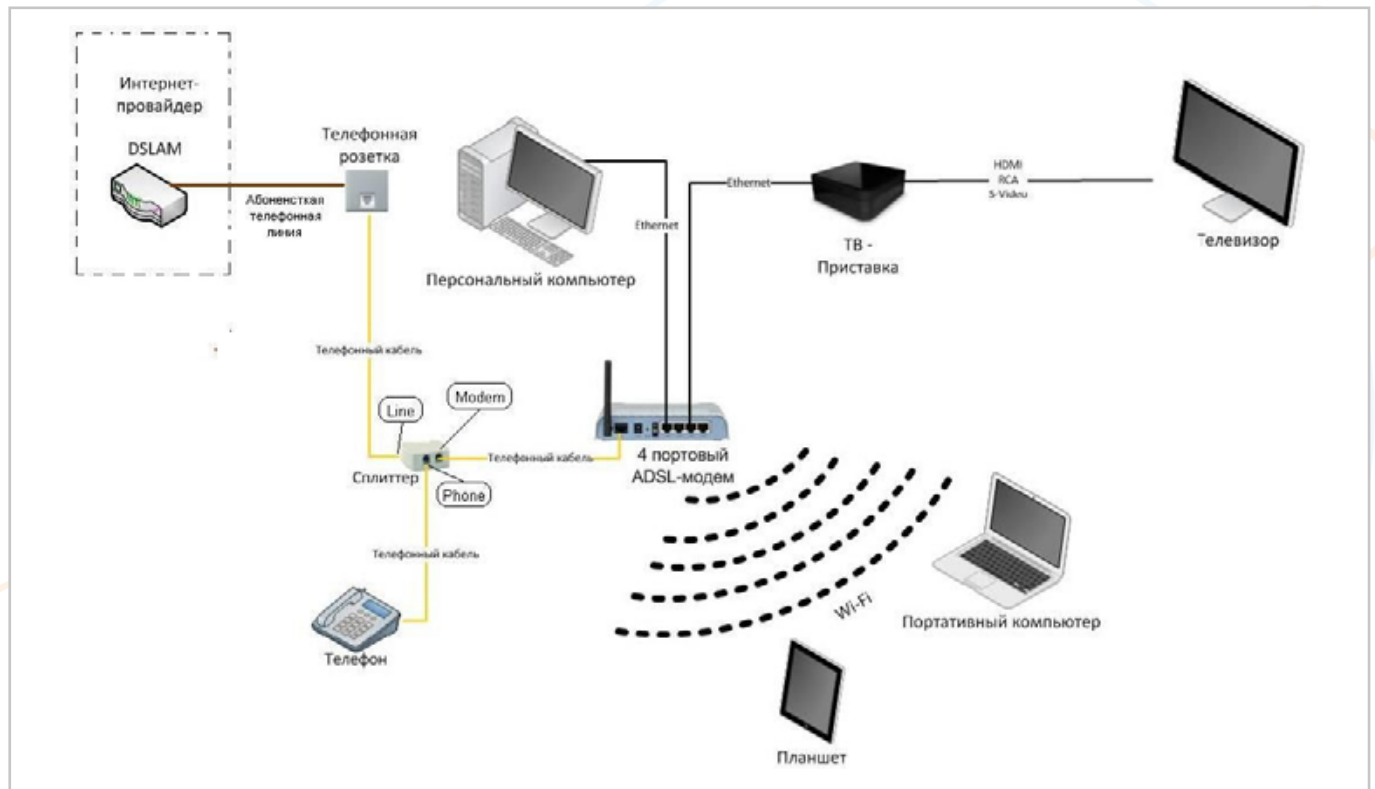 Интернет-
провайдер
DSLAM
Абоненсткая
телефонная
линия
Телефонная
розетка
Персональный компьютер
Ethernet
Ethernet
ТВ -
Приставка
HDMI
RCA
S-Video
Телевизор
Телефонный кабель
Line
Modem
Сплиттер
Phone
Телефонный кабель
4 портовый
ADSL-модем
Телефонный кабель
Телефон
Wi-Fi
Портативный компьютер
Планшет